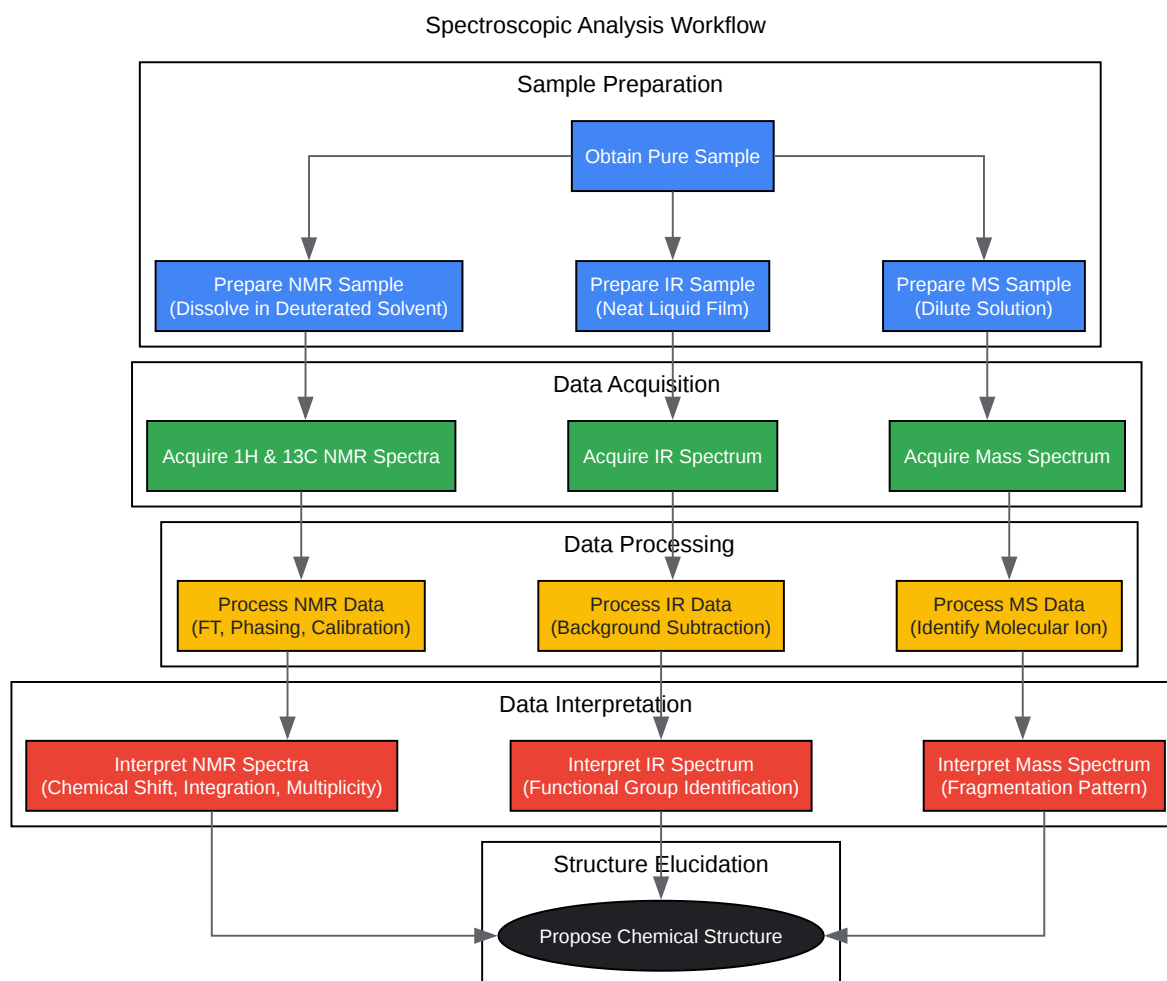 Spectroscopic Analysis Workflow
Sample Preparation
Obtain Pure Sample
Prepare NMR Sample
(Dissolve in Deuterated Solvent)
Prepare IR Sample
(Neat Liquid Film)
Prepare MS Sample
(Dilute Solution)
Data Acquisition
Acquire 1H & 13C NMR Spectra
Acquire IR Spectrum
Acquire Mass Spectrum
Data Processing
Process NMR Data
(FT, Phasing, Calibration)
Process IR Data
(Background Subtraction)
Process MS Data
(Identify Molecular Ion)
Data Interpretation
Interpret NMR Spectra
(Chemical Shift, Integration, Multiplicity)
Interpret IR Spectrum
(Functional Group Identification)
Interpret Mass Spectrum
(Fragmentation Pattern)
Structure Elucidation
Propose Chemical Structure